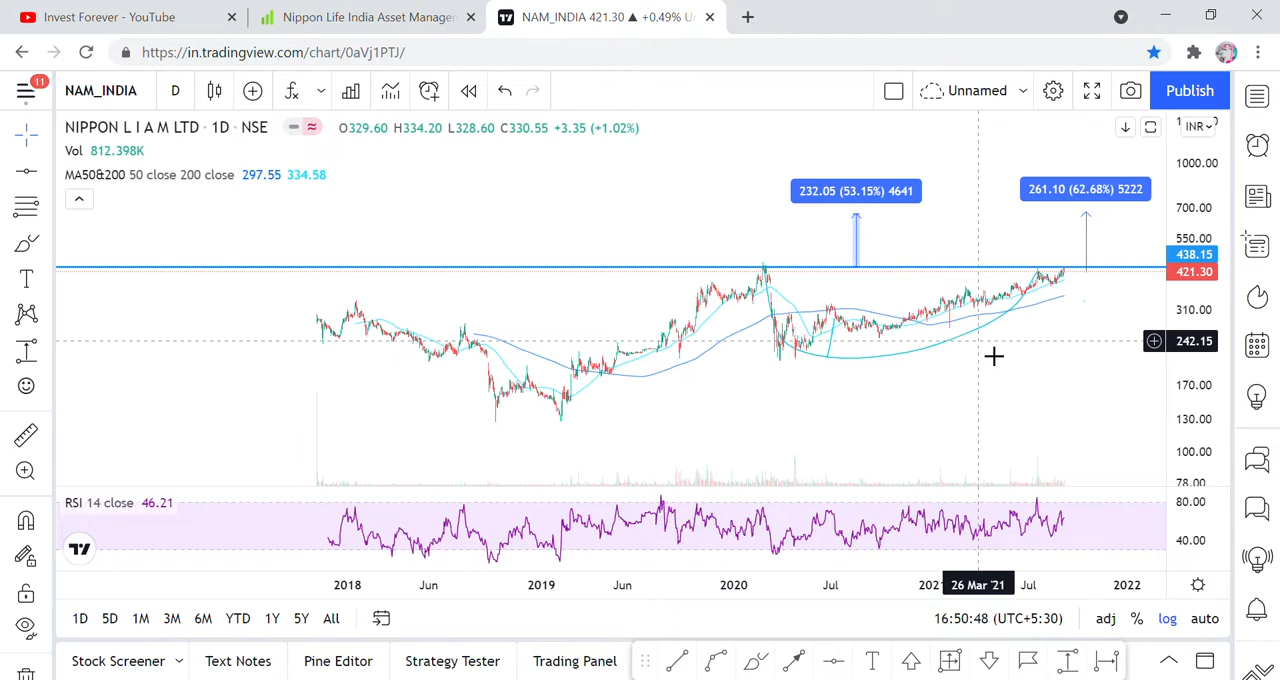 Invest Forever - YouTube
Nippon Life India Asset Manager
NAM_INDIA 421.30 ▲ +0.49% U
https://in.tradingview.com/chart/0aVj1PTJ/
11
NAM_INDIA D
Unnamed
Publish
NIPPON L I A M LTD · 1D · NSE
O329.60 H334.20 L328.60 C330.55 +3.35 (+1.02%)
INR
Vol 812.398K
MA50&200 50 close 200 close 297.55 334.58
1000.00
232.05 (53.15%) 4641
261.10 (62.68%) 5222
700.00
550.00
438.15
421.30
310.00
242.15
170.00
130.00
100.00
78.00
RSI 14 close 46.21
80.00
40.00
2018 Jun 2019 Jun 2020 Jul 2021 26 Mar '21 Jul 2022
1D 5D 1M 3M 6M YTD 1Y 5Y All
16:50:48 (UTC+5:30) adj % log auto
Stock Screener Text Notes Pine Editor Strategy Tester Trading Panel